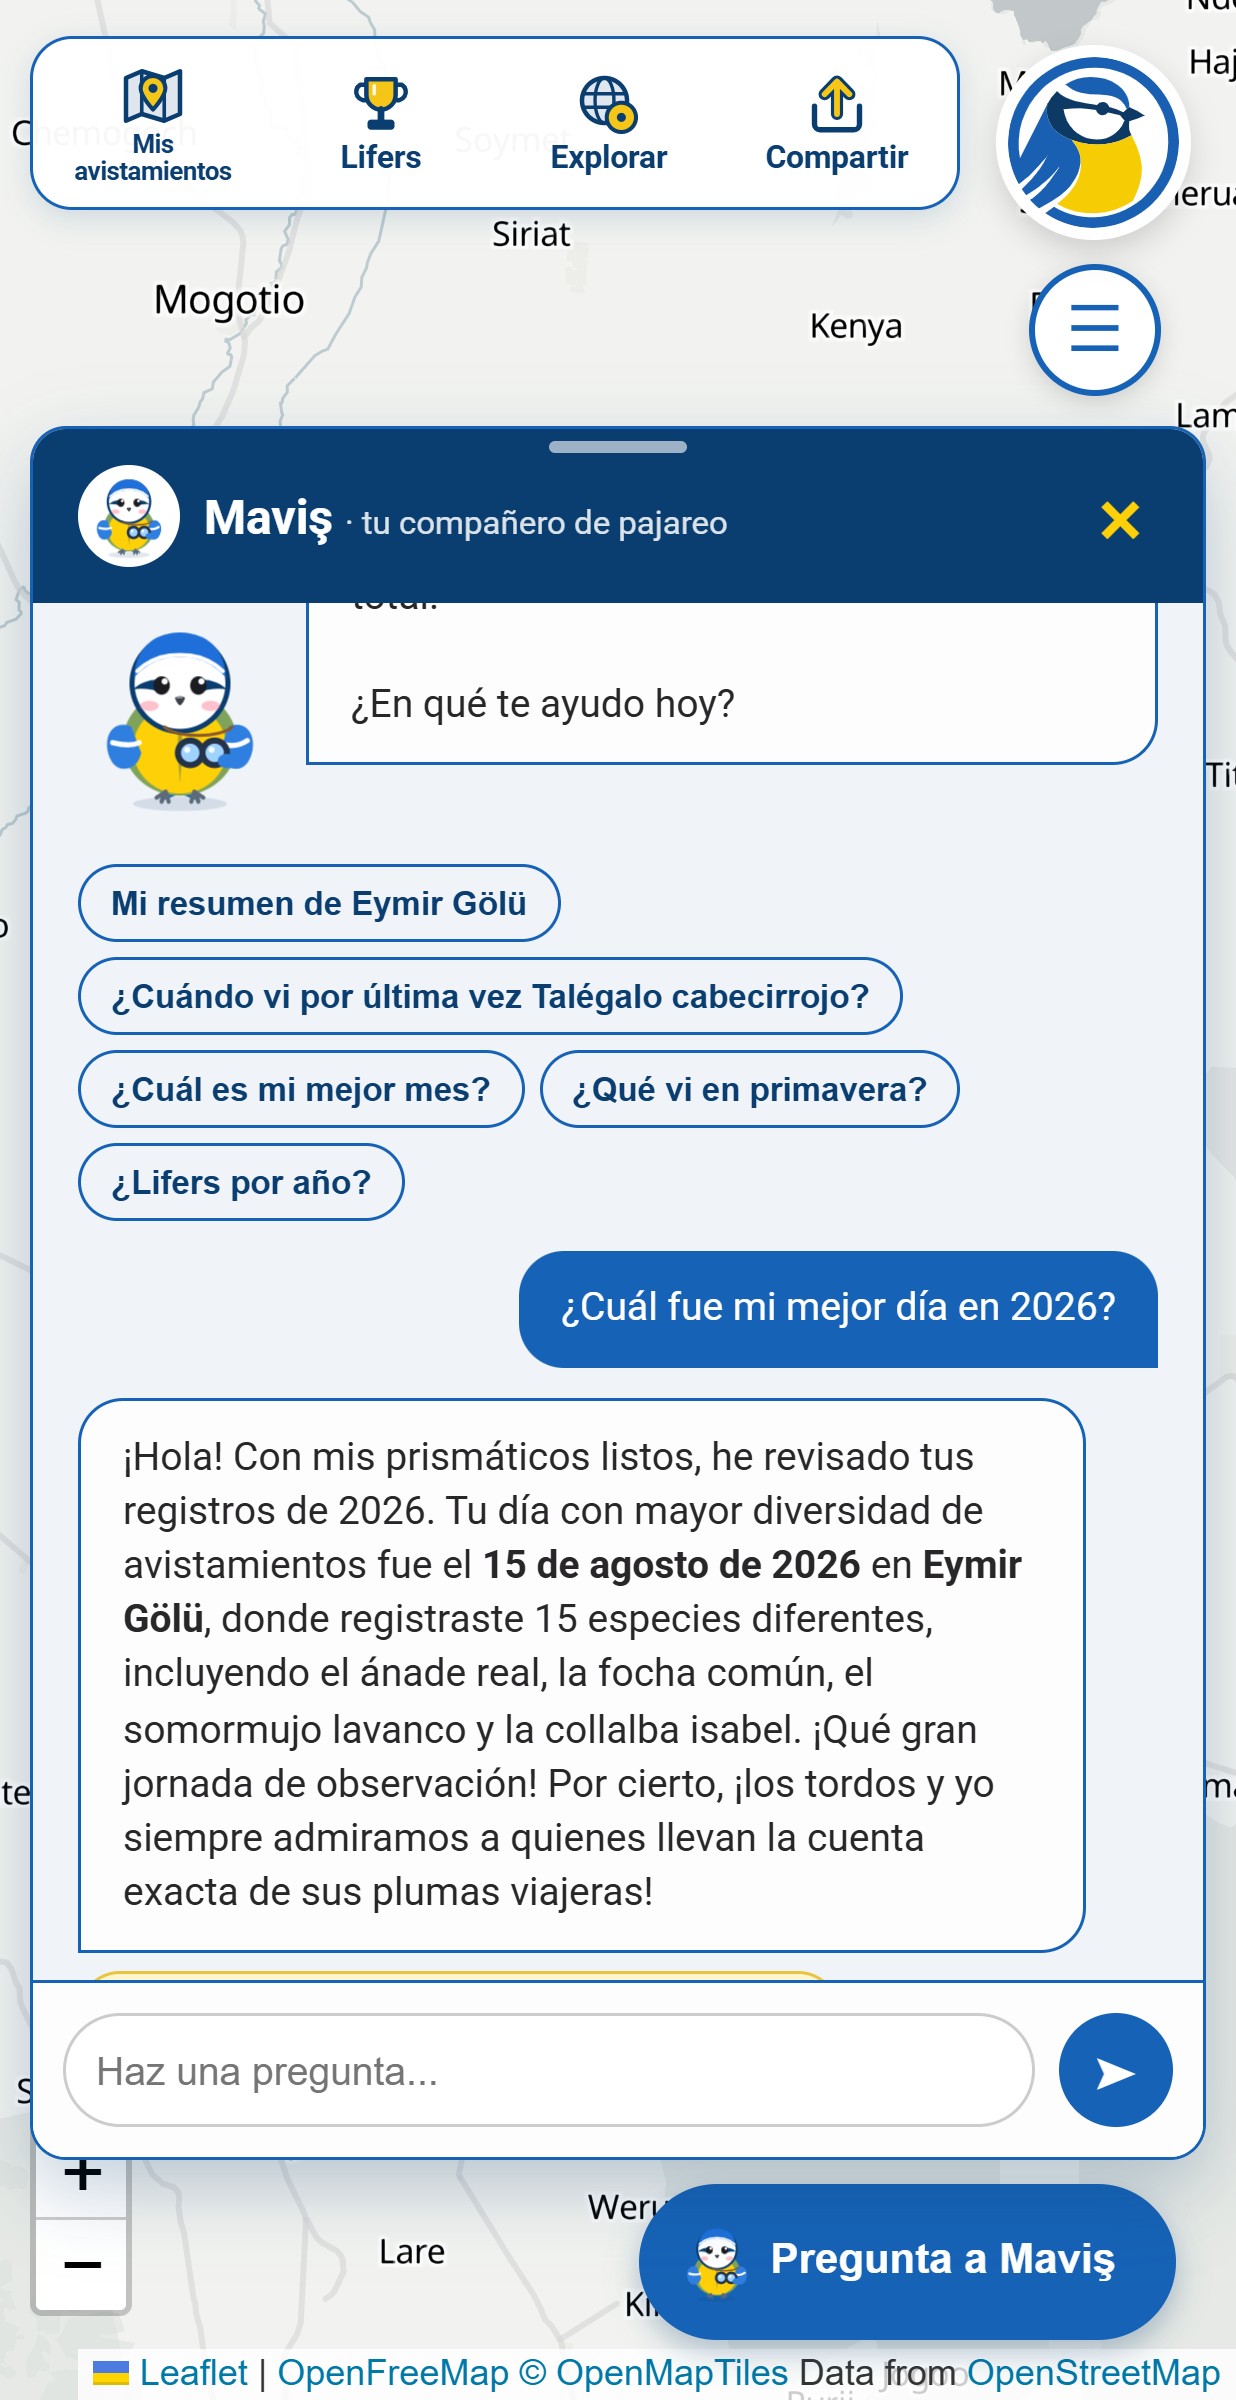 Mis
avistamientos
Lifers
Explorar
Compartir
Siriat
Mogotio
Kenya
Maviş · tu compañero de pajareo
¿En qué te ayudo hoy?
Mi resumen de Eymir Gölü
¿Cuándo vi por última vez Talégalo cabecirrojo?
¿Cuál es mi mejor mes? ¿Qué vi en primavera?
¿Lifers por año?
¿Cuál fue mi mejor día en 2026?
¡Hola! Con mis prismáticos listos, he revisado tus
registros de 2026. Tu día con mayor diversidad de
avistamientos fue el 15 de agosto de 2026 en Eymir
Gölü, donde registraste 15 especies diferentes,
incluyendo el ánade real, la focha común, el
somormujo lavanco y la collalba isabel. ¡Qué gran
jornada de observación! Por cierto, ¡los tordos y yo
siempre admiramos a quienes llevan la cuenta
exacta de sus plumas viajeras!
Haz una pregunta...
Lare
Pregunta a Maviş
Leaflet | OpenFreeMap © OpenMapTiles Data from OpenStreetMap